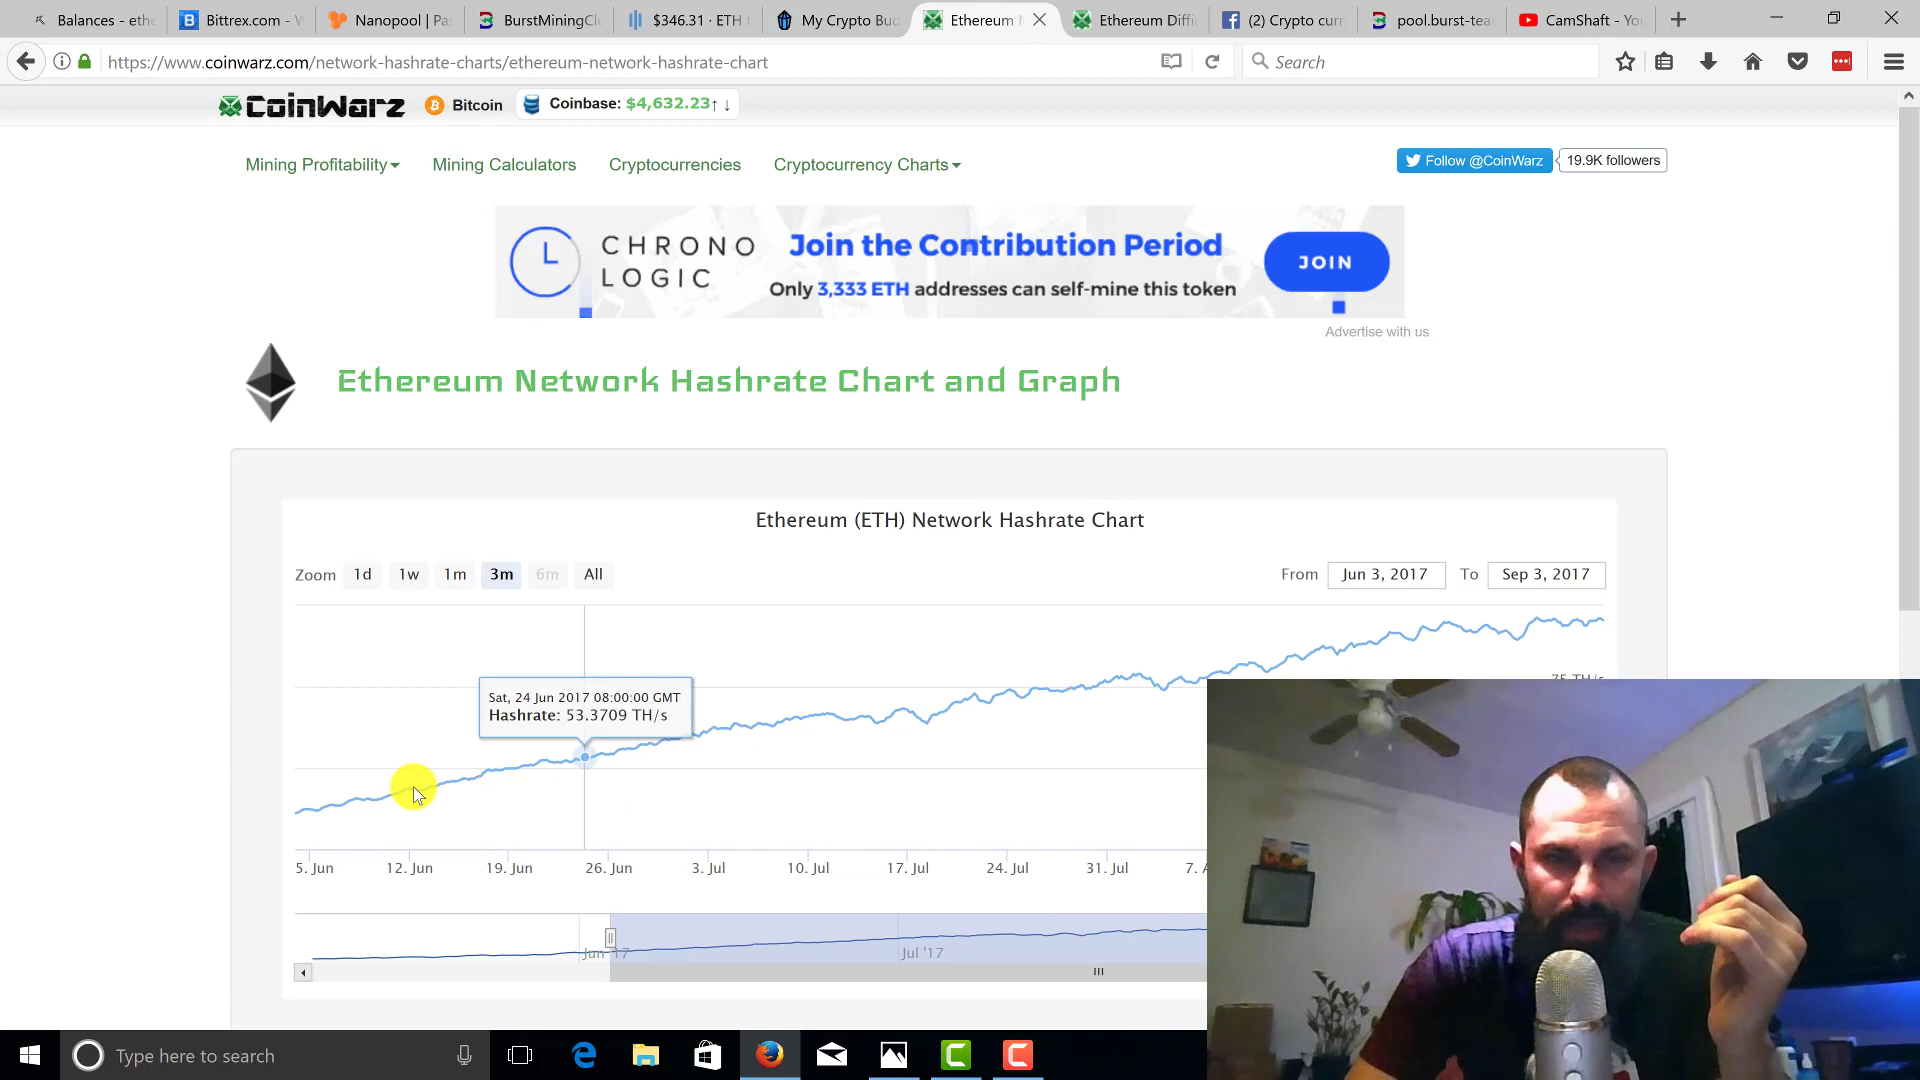 Balances - eth
Bittrex.com - 
Nanopool | Pa
BurstMiningClu
$346.31 · ETH
My Crypto Bud
Ethereum
Ethereum Diffi
(2) Crypto curr
pool.burst-tea
CamShaft - Yo
https://www.coinwarz.com/network-hashrate-charts/ethereum-network-hashrate-chart
Search
CoinWarz
Bitcoin
Coinbase: $4,632.23↑ ↓
Mining Profitability
Mining Calculators
Cryptocurrencies
Cryptocurrency Charts
Follow @CoinWarz
19.9K followers
CHRONO
LOGIC
Join the Contribution Period
Only 3,333 ETH addresses can self-mine this token
JOIN
Advertise with us
Ethereum Network Hashrate Chart and Graph
Ethereum (ETH) Network Hashrate Chart
Zoom 1d 1w 1m 3m 6m All
From Jun 3, 2017 To Sep 3, 2017
75 TH/s
Sat, 24 Jun 2017 08:00:00 GMT
Hashrate: 53.3709 TH/s
5. Jun 12. Jun 19. Jun 26. Jun 3. Jul 10. Jul 17. Jul 24. Jul 31. Jul 7. A
Jun '17 Jul '17
Type here to search